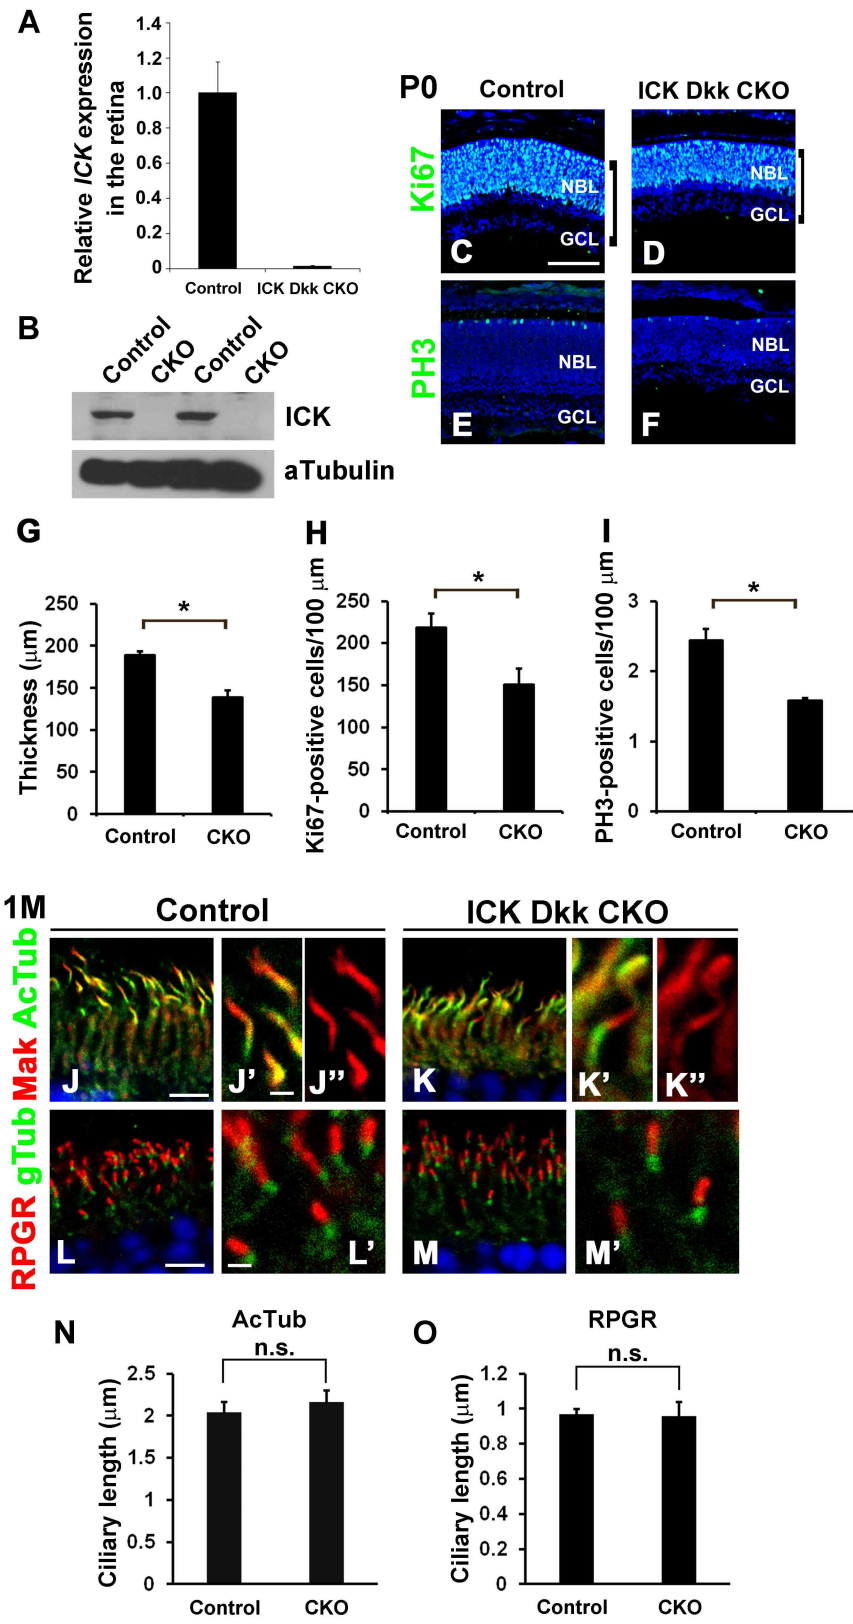 A
Relative ICK expression
in the retina
1.4
1.2
1.0
0.8
0.6
0.4
0.2
0
Control
ICK Dkk CKO
B
Control
CKO
Control
CKO
ICK
aTubulin
P0
Control
ICK Dkk CKO
Ki67
NBL
GCL
C
NBL
GCL
D
PH3
NBL
GCL
E
NBL
GCL
F
G
Thickness (μm)
250
200
150
100
50
0
*
Control
CKO
H
Ki67-positive cells/100 μm
250
200
150
100
50
0
*
Control
CKO
I
PH3-positive cells/100 μm
3
2
1
0
*
Control
CKO
1M
Control
ICK Dkk CKO
Mak AcTub
J
J’
J”
K
K’
K”
RPGR gTub
L
L’
M
M’
N
AcTub
n.s.
Ciliary length (μm)
2.5
2
1.5
1
0.5
0
Control
CKO
O
RPGR
n.s.
Ciliary length (μm)
1.2
1
0.8
0.6
0.4
0.2
0
Control
CKO